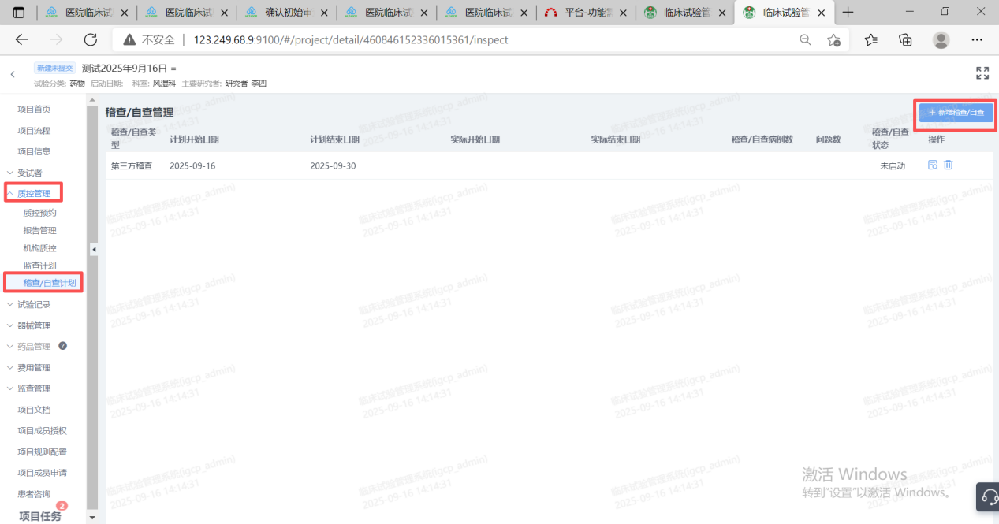 医院临床试
医院临床试
确认初始审
医院临床试
医院临床试
平台-功能
临床试验管
临床试验管
不安全
123.249.68.9:9100/#/project/detail/460846152336015361/inspect
新建未提交 测试2025年9月16日 =
试验分类: 药物 启动日期: 科室: 风湿科 主要研究者: 研究者-李四
项目首页
项目流程
项目信息
受试者
质控管理
质控预约
报告管理
机构质控
监查计划
稽查/自查计划
试验记录
器械管理
药品管理 ?
费用管理
监查管理
项目文档
项目成员授权
项目规则配置
项目成员申请
患者咨询
项目任务 2
稽查/自查管理
+ 新增稽查/自查
稽查/自查类型 计划开始日期 计划结束日期 实际开始日期 实际结束日期 稽查/自查病例数 问题数 稽查/自查状态 操作
第三方稽查 2025-09-16 2025-09-30 未启动
临床试验管理系统(igcp_admin)
2025-09-16 14:14:31
激活 Windows
转到"设置"以激活 Windows。